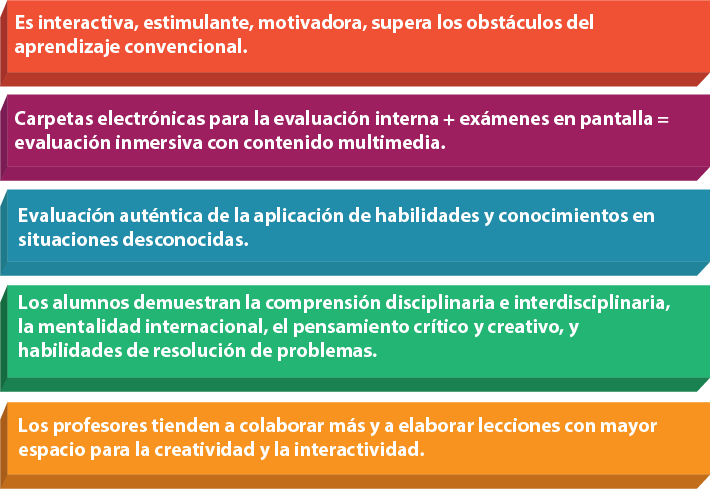 Es interactiva, estimulante, motivadora, supera los obstáculos del
aprendizaje convencional.
Carpetas electrónicas para la evaluación interna + exámenes en pantalla =
evaluación inmersiva con contenido multimedia.
Evaluación auténtica de la aplicación de habilidades y conocimientos en
situaciones desconocidas.
Los alumnos demuestran la comprensión disciplinaria e interdisciplinaria,
la mentalidad internacional, el pensamiento crítico y creativo, y
habilidades de resolución de problemas.
Los profesores tienden a colaborar más y a elaborar lecciones con mayor
espacio para la creatividad y la interactividad.